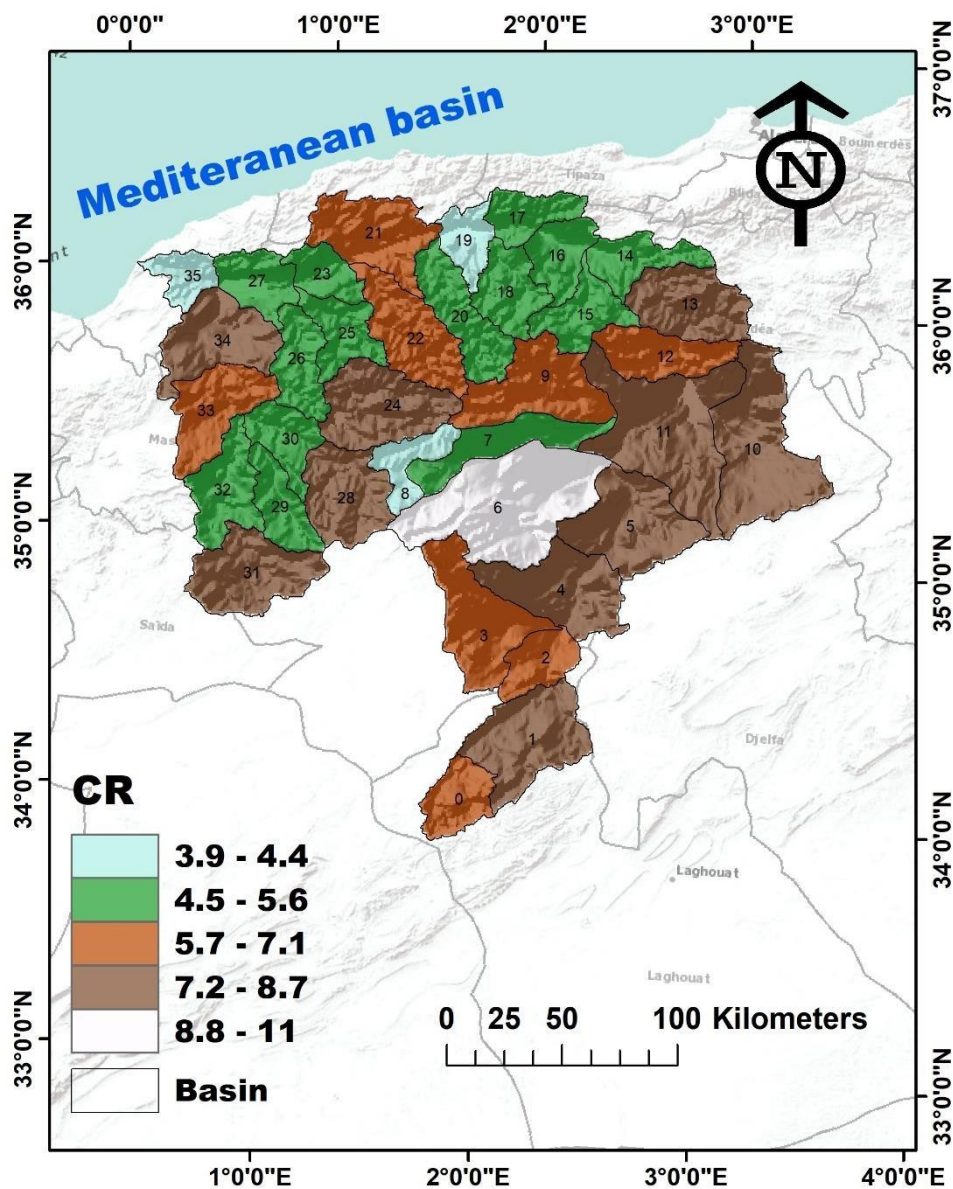 0°0'0" 1°0'0"E 2°0'0"E 3°0'0"E
37°0'0"N
Mediteranean basin
Boumerdès
Tipaza
N
36°0'0"N
36°0'0"N
21
17
19
16
14
35
27
23
18
13
20
15
25
34
22
26
12
9
24
33
30
7
11
10
32
8
6
28
29
5
35°0'0"N
35°0'0"N
31
4
Saïda
3
2
1
Djelfa
0
34°0'0"N
34°0'0"N
Laghouat
Laghouat
CR
3.9 - 4.4
4.5 - 5.6
5.7 - 7.1
7.2 - 8.7
8.8 - 11
Basin
0 25 50 100 Kilometers
33°0'0"N
33°0'0"N
1°0'0"E 2°0'0"E 3°0'0"E 4°0'0"E